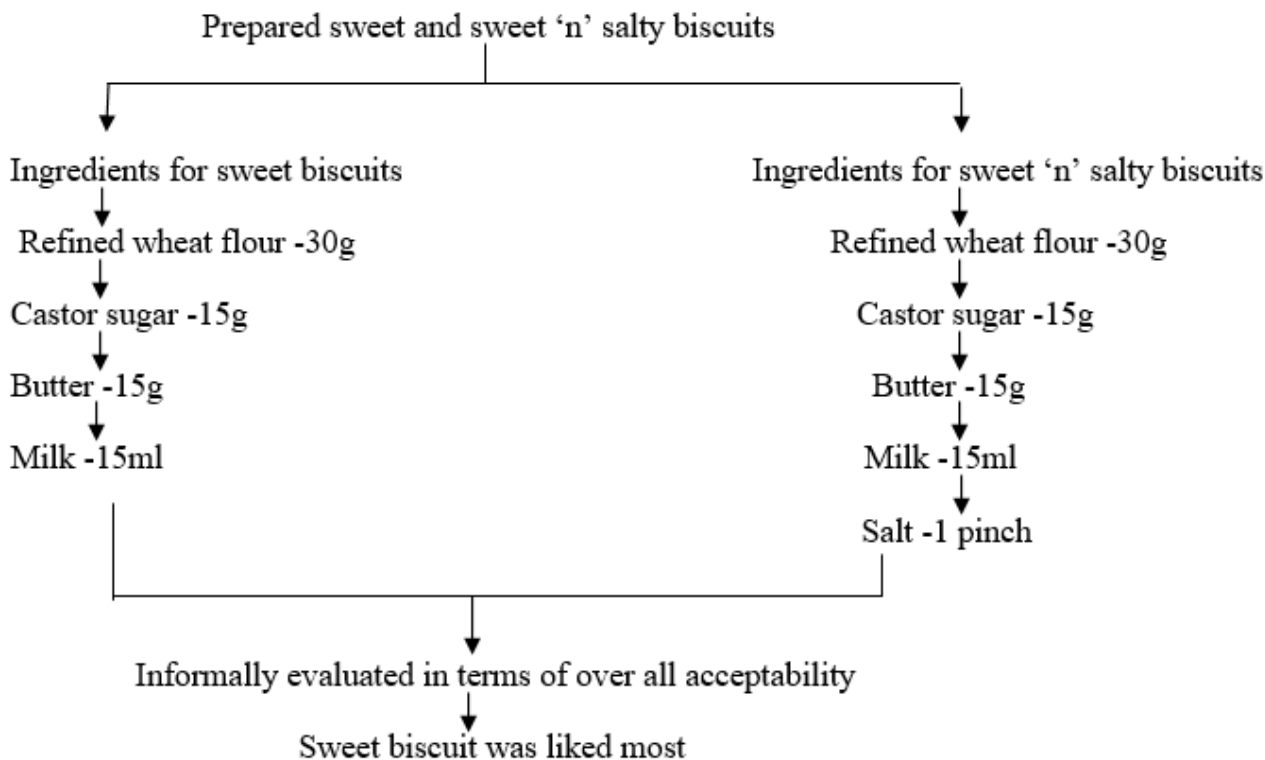 Prepared sweet and sweet ‘n’ salty biscuits
Ingredients for sweet biscuits
Refined wheat flour -30g
Castor sugar -15g
Butter -15g
Milk -15ml
Ingredients for sweet ‘n’ salty biscuits
Refined wheat flour -30g
Castor sugar -15g
Butter -15g
Milk -15ml
Salt -1 pinch
Informally evaluated in terms of over all acceptability
Sweet biscuit was liked most